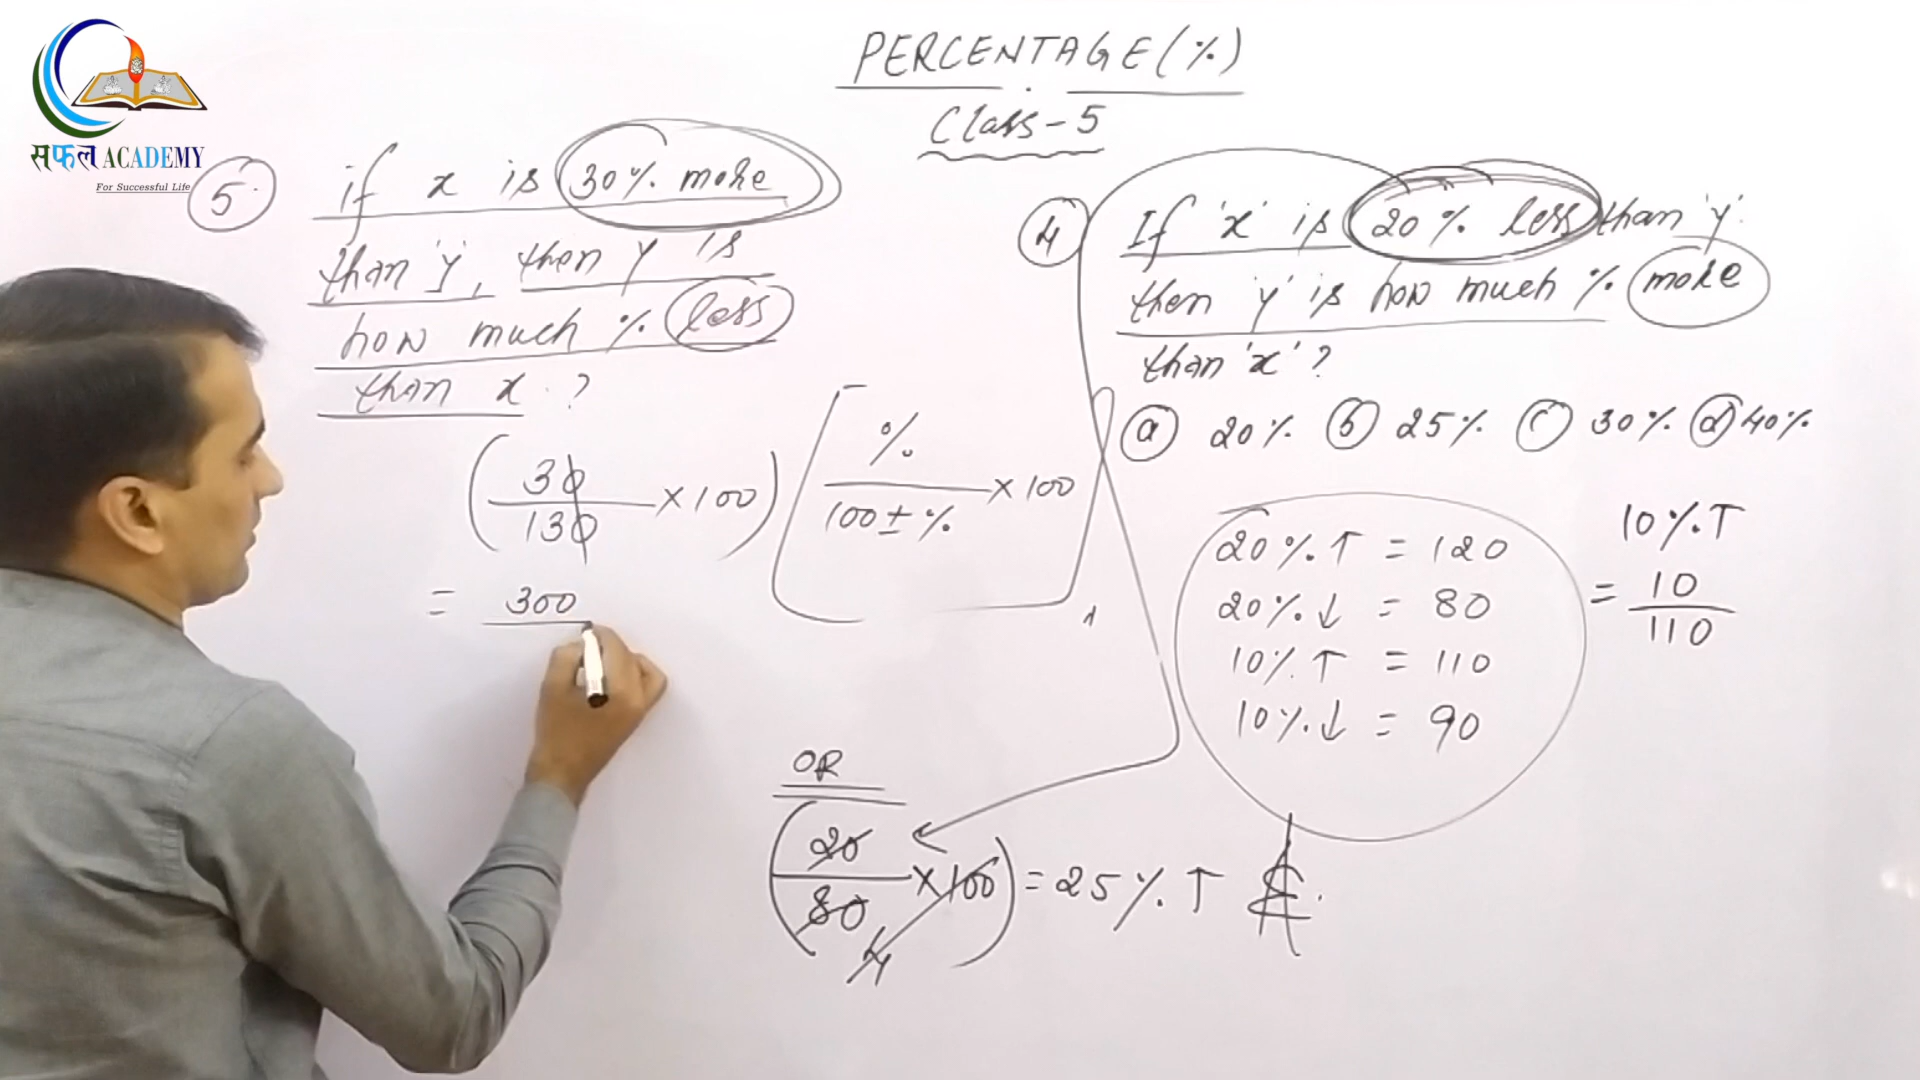 सफल ACADEMY
For Successful Life
PERCENTAGE (%)
Class - 5
5
if x is 30% more
than 'y', then y is
how much % less
than x ?
(30/130 × 100)
= 300
[% / 100 ± % × 100]
4
If 'x' is 20% less than 'y'.
then 'y' is how much % more
than 'x' ?
a 20% b 25% c 30% d 40%
20% ↑ = 120
20% ↓ = 80
10% ↑ = 110
10% ↓ = 90
10% ↑
= 10/110
OR
(20/80 × 100) = 25% ↑
4